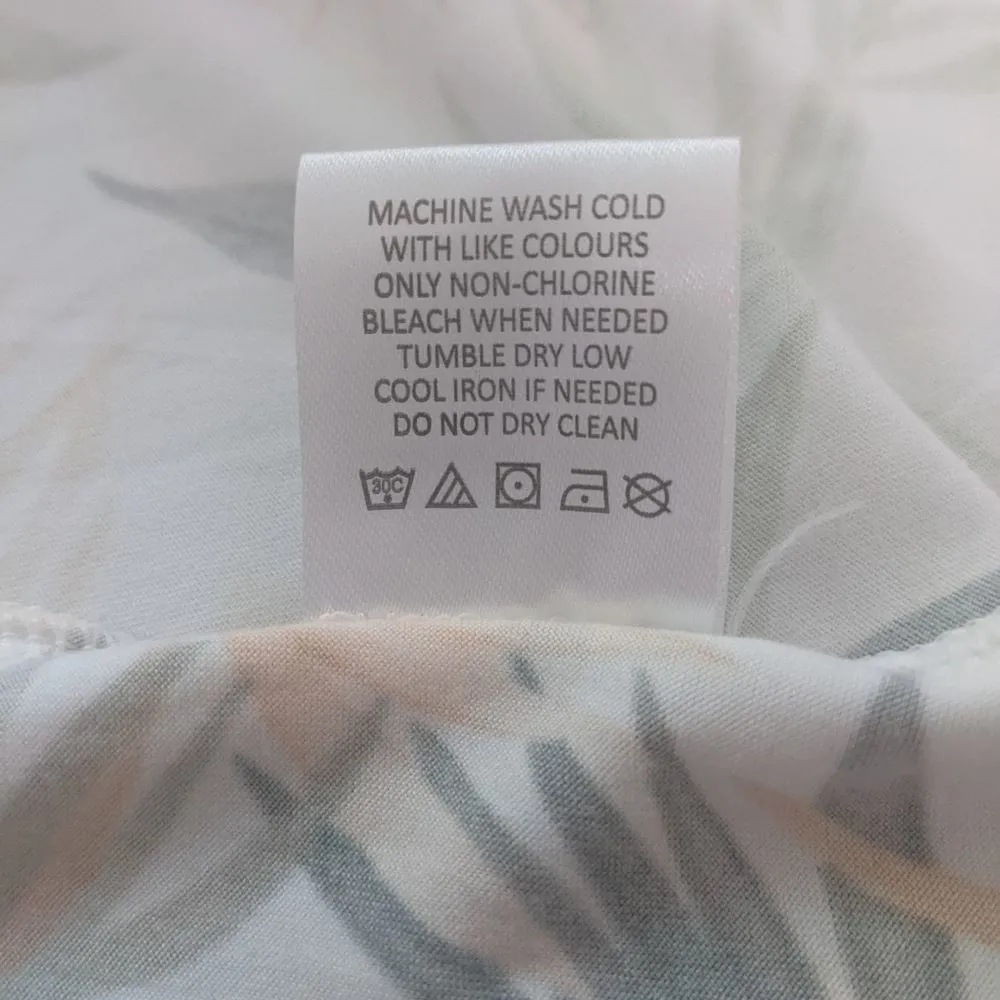 MACHINE WASH COLD
WITH LIKE COLOURS
ONLY NON-CHLORINE
BLEACH WHEN NEEDED
TUMBLE DRY LOW
COOL IRON IF NEEDED
DO NOT DRY CLEAN
30C